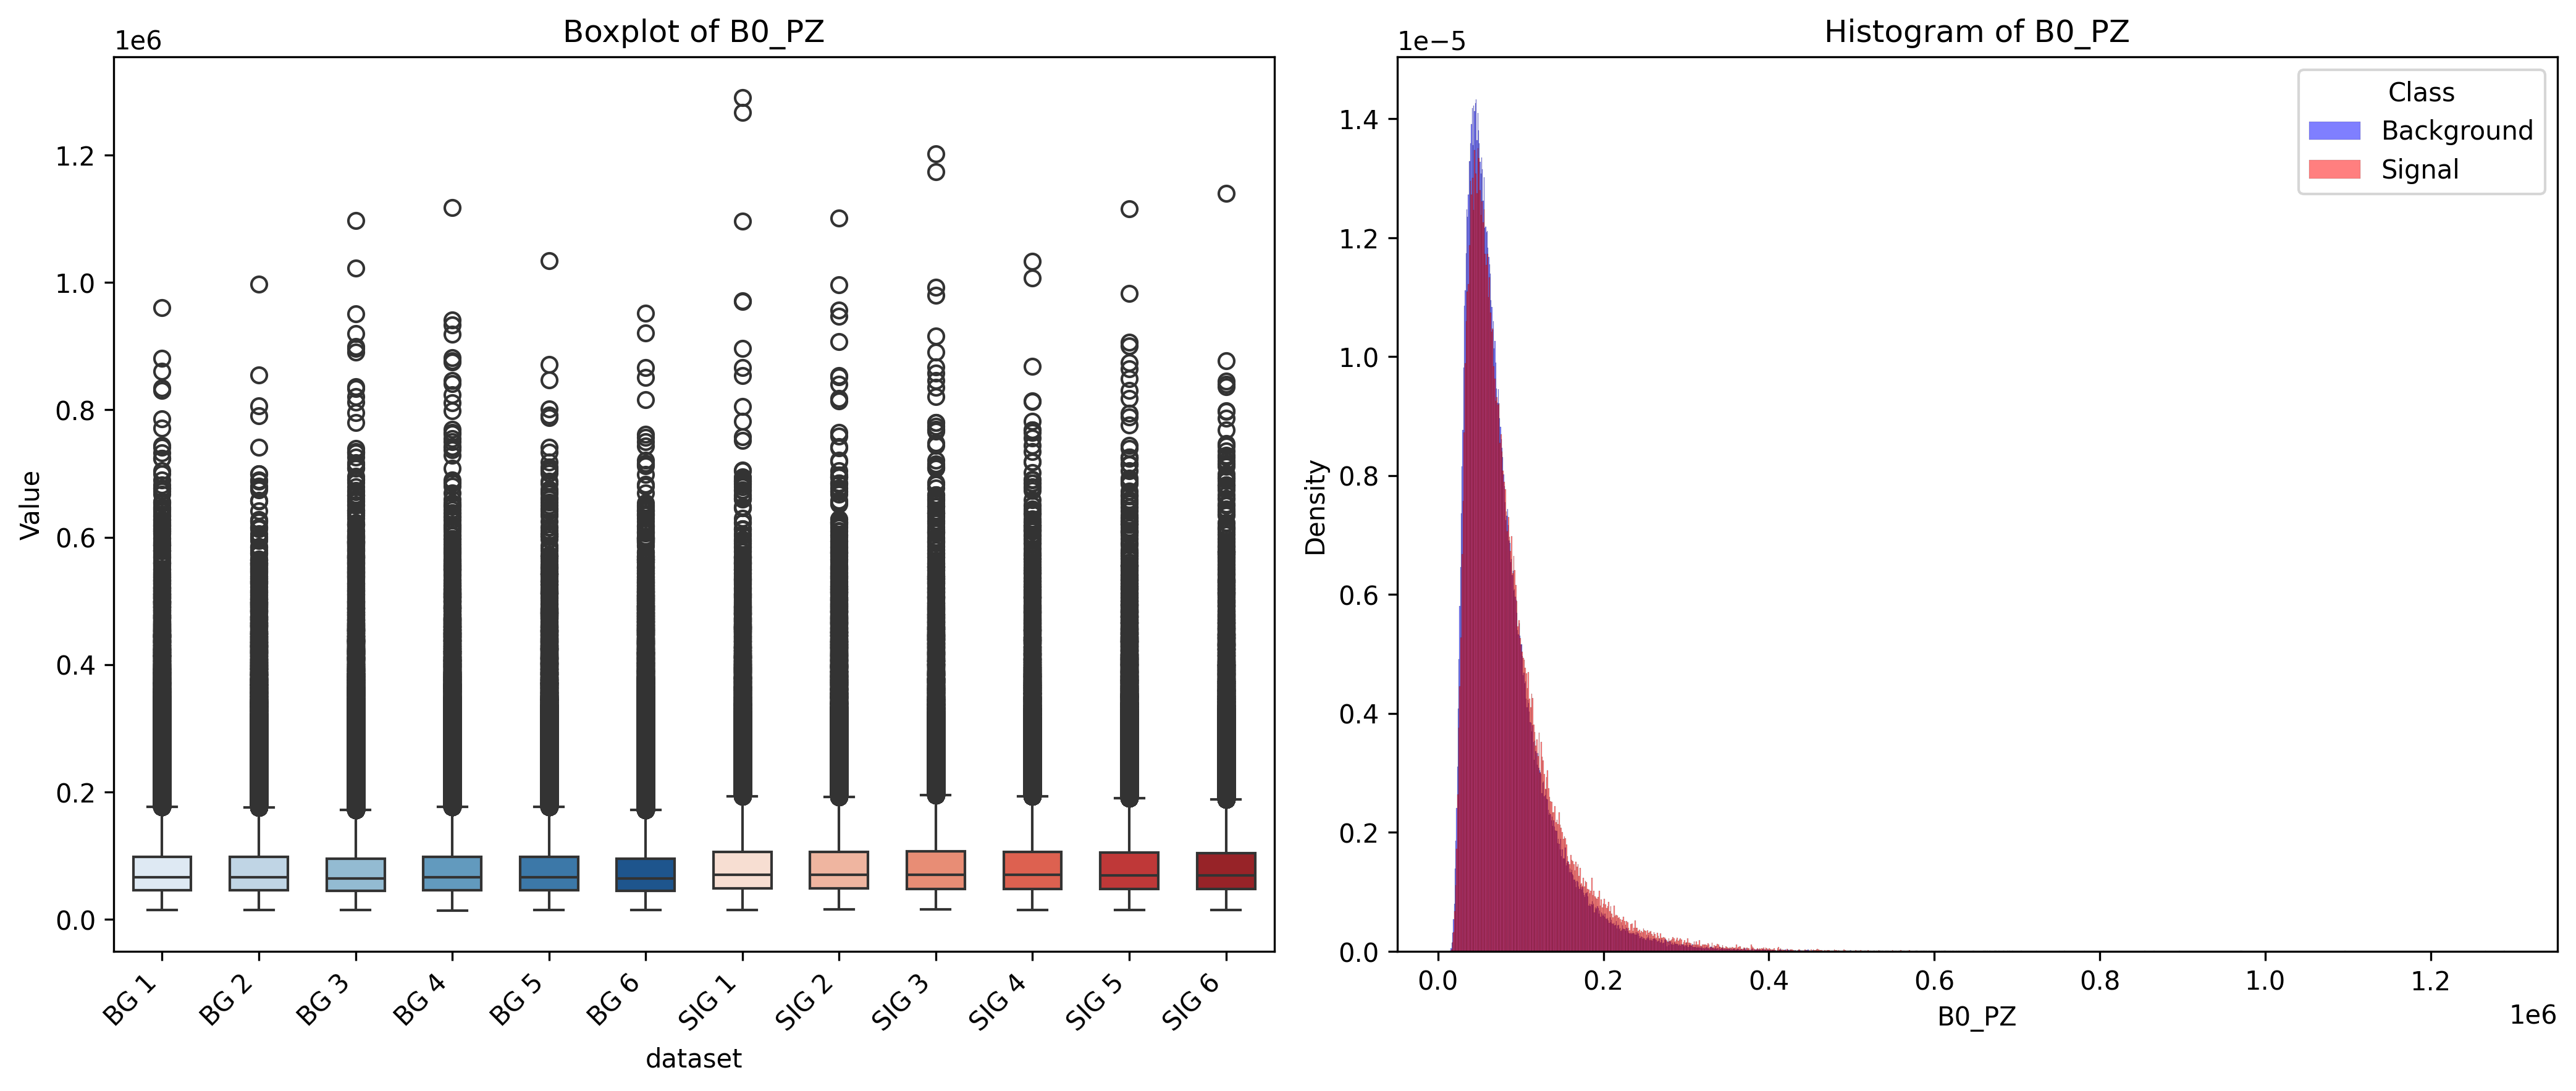 Boxplot of B0_PZ
1e6
1.2
1.0
0.8
0.6
0.4
0.2
0.0
Value
BG 1
BG 2
BG 3
BG 4
BG 5
BG 6
SIG 1
SIG 2
SIG 3
SIG 4
SIG 5
SIG 6
dataset
Histogram of B0_PZ
1e−5
Class
Background
Signal
1.4
1.2
1.0
0.8
0.6
0.4
0.2
0.0
Density
0.0
0.2
0.4
0.6
0.8
1.0
1.2
1e6
B0_PZ